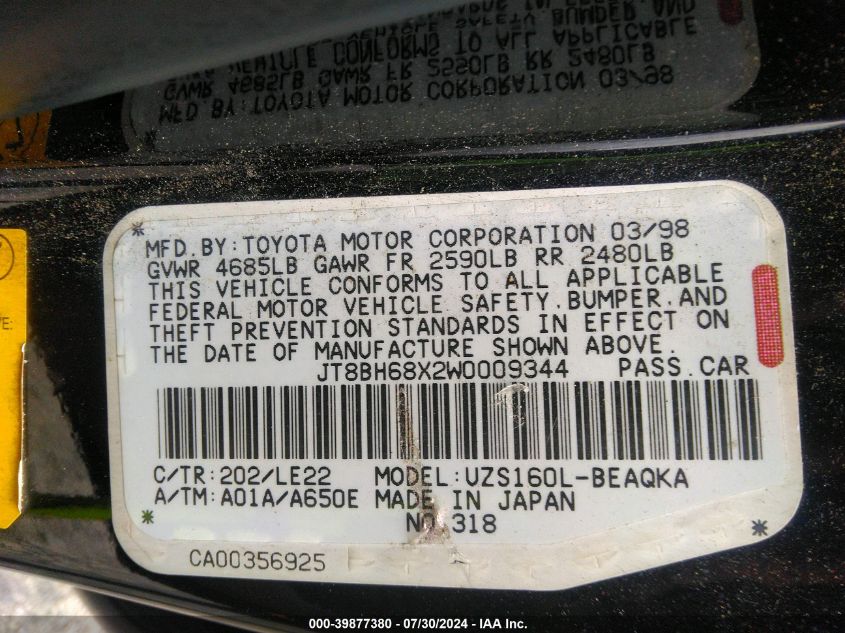 MFD.BY:TOYOTA MOTOR CORPORATION 03/98
GVWR 4685LB GAWR FR 2590LB RR 2480LB
THIS VEHICLE CONFORMS TO ALL APPLICABLE
FEDERAL MOTOR VEHICLE SAFETY.BUMPER.AND
THEFT PREVENTION STANDARDS IN EFFECT ON
THE DATE OF MANUFACTURE SHOWN ABOVE.
JT8BH68X2W0009344 PASS.CAR
C/TR:202/LE22 MODEL:UZS160L-BEAQKA
A/TM:A01A/A650E MADE IN JAPAN
NO.318
CA00356925
000-39877380 - 07/30/2024 - IAA Inc.